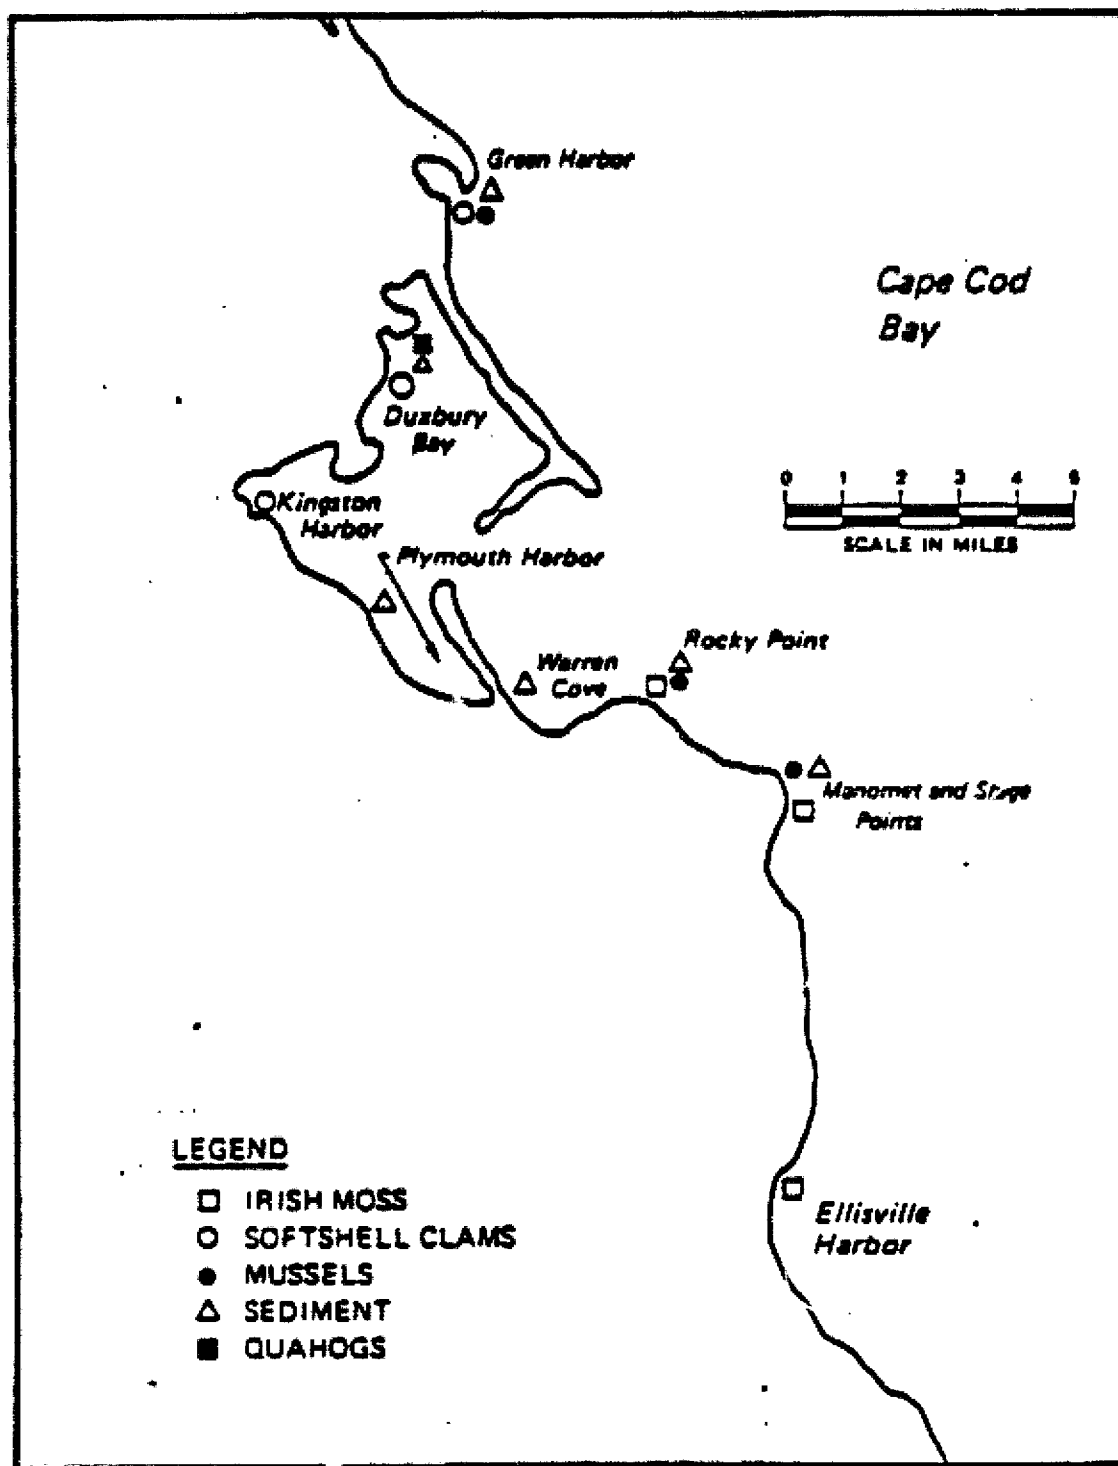 Green Harbor
Cape Cod
Bay
Duxbury
Bay
Kingston
Harbor
Plymouth Harbor
0 1 2 3 4 5
SCALE IN MILES
Rocky Point
Warren
Cove
Manomet and Stage
Points
Ellisville
Harbor
LEGEND
IRISH MOSS
SOFTSHELL CLAMS
MUSSELS
SEDIMENT
QUAHOGS